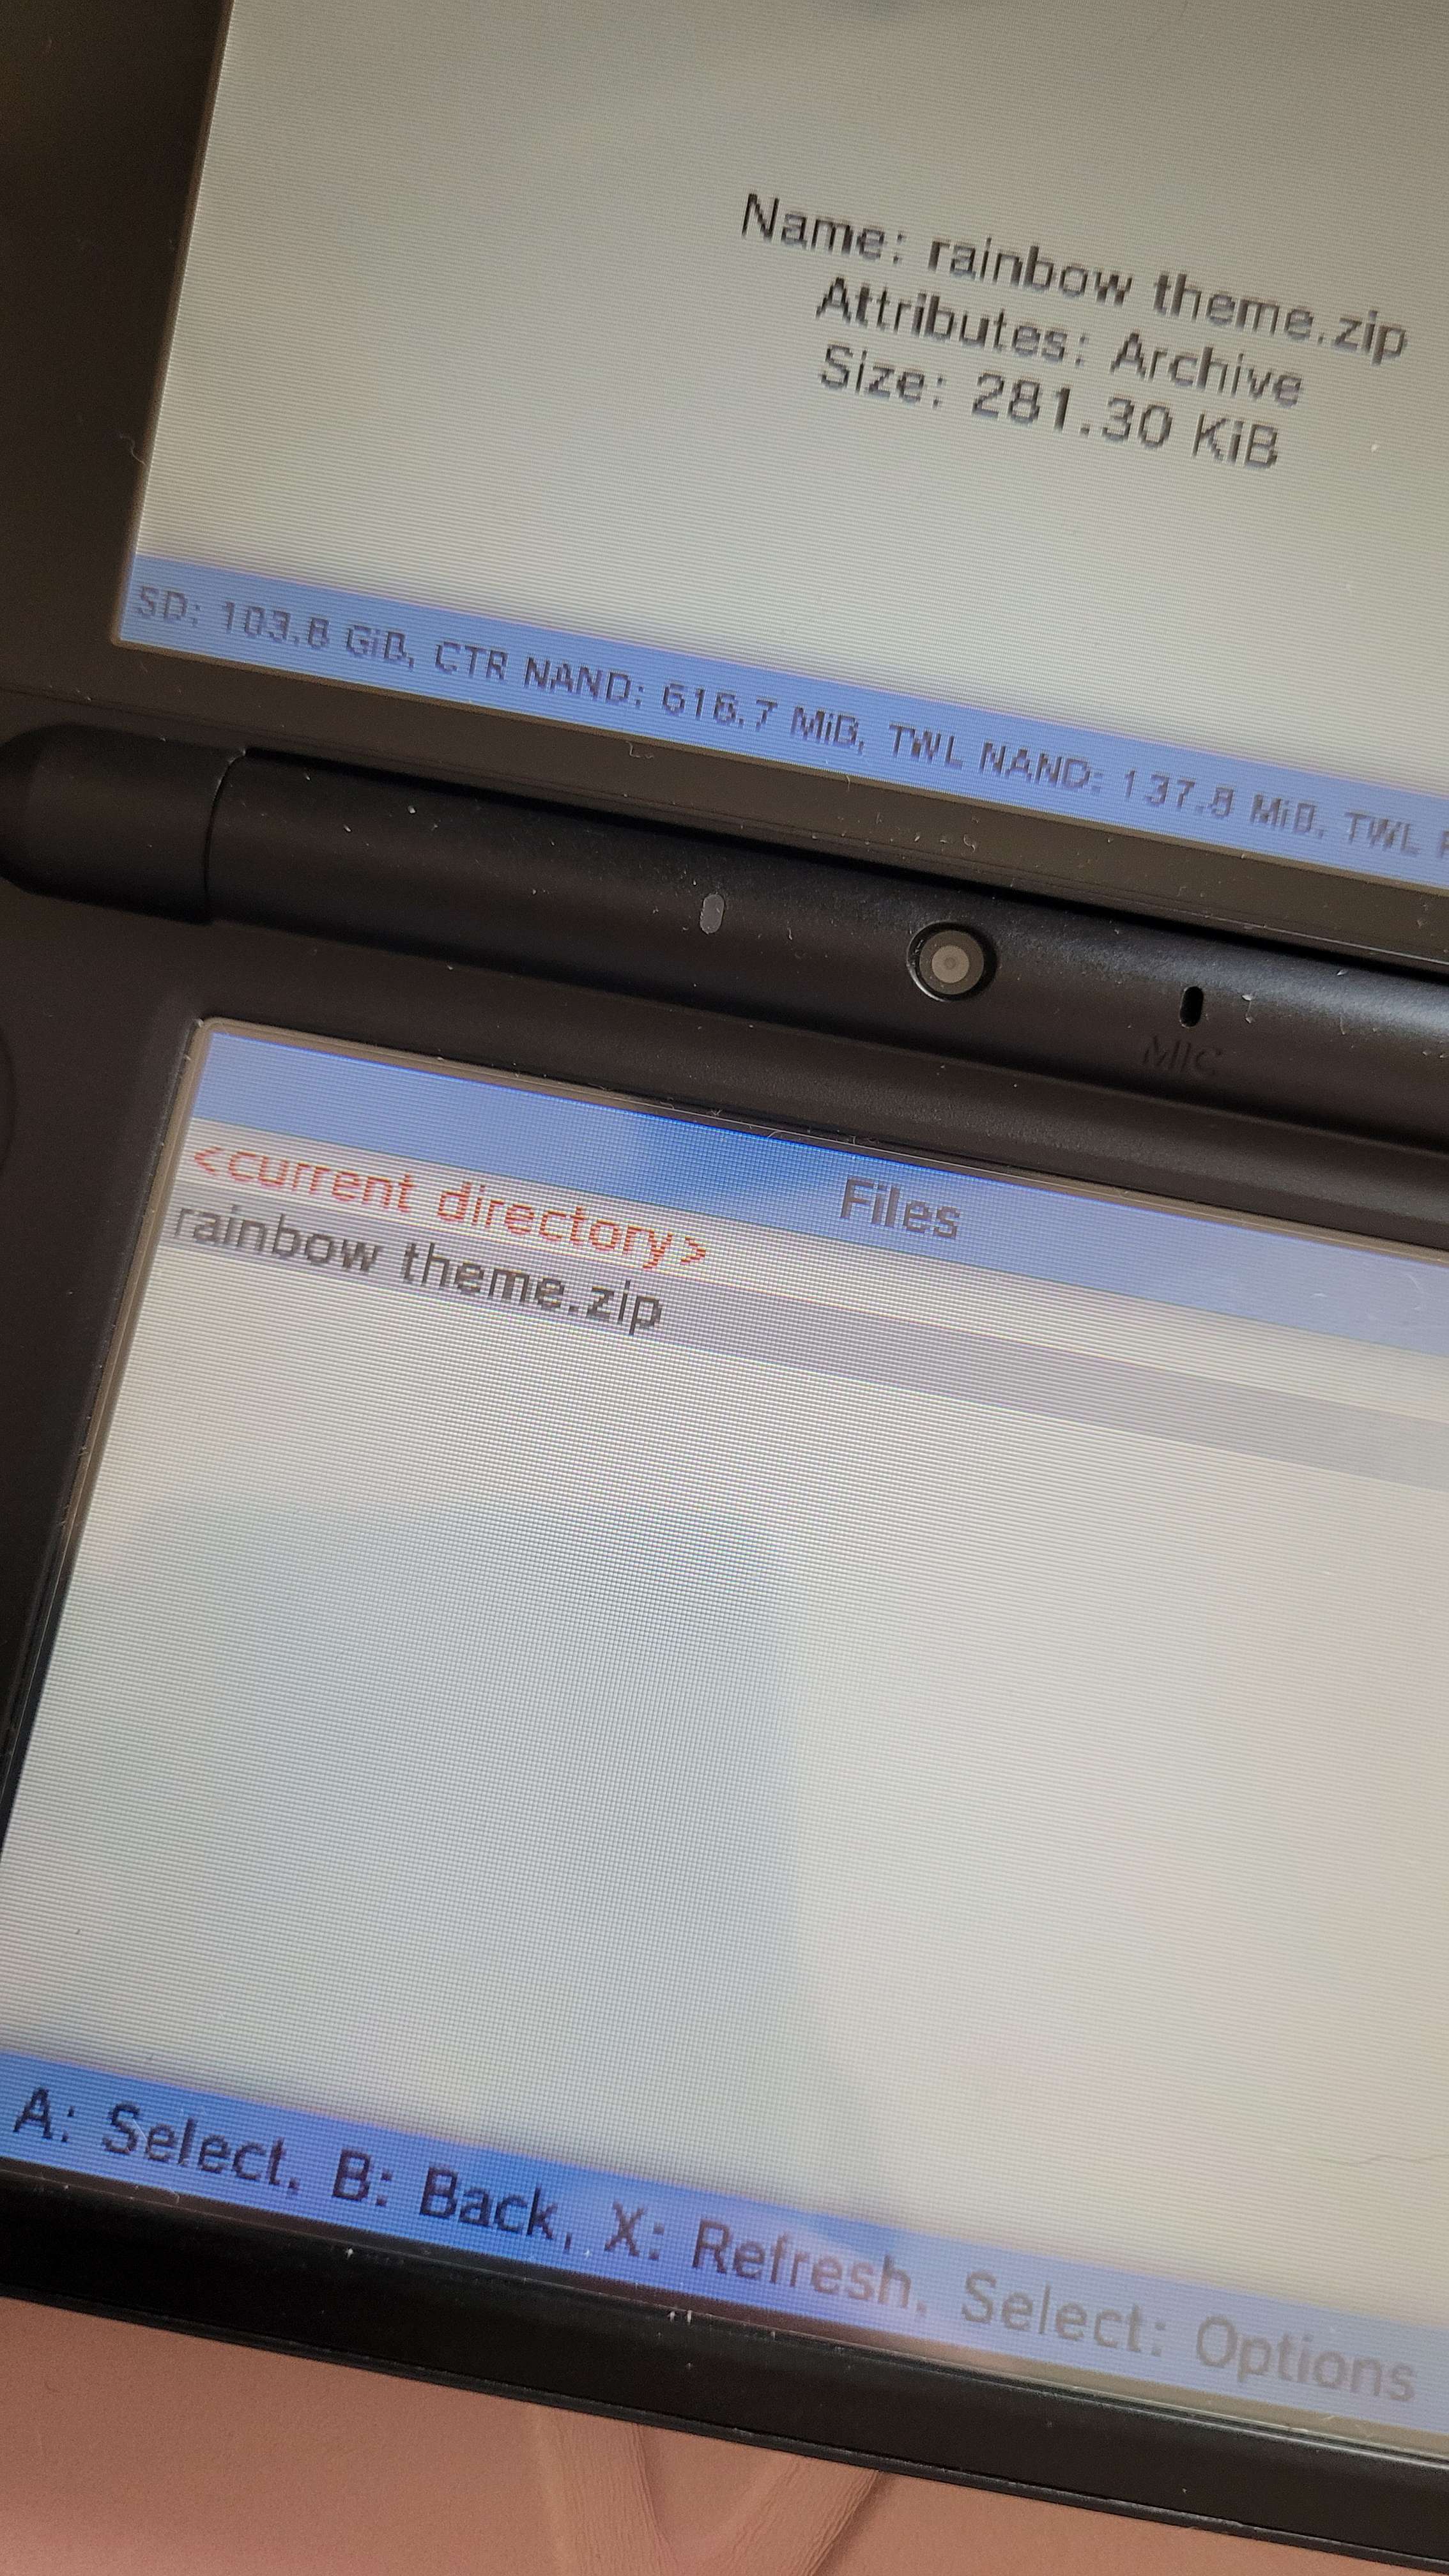 Name: rainbow theme.zip
Attributes: Archive
Size: 281.30 KiB
SD: 103.8 GiB, CTR NAND: 616.7 MiB, TWL NAND: 137.8 MiB, TWL
MIC
Files
<current directory>
rainbow theme.zip
A: Select, B: Back, X: Refresh, Select: Options